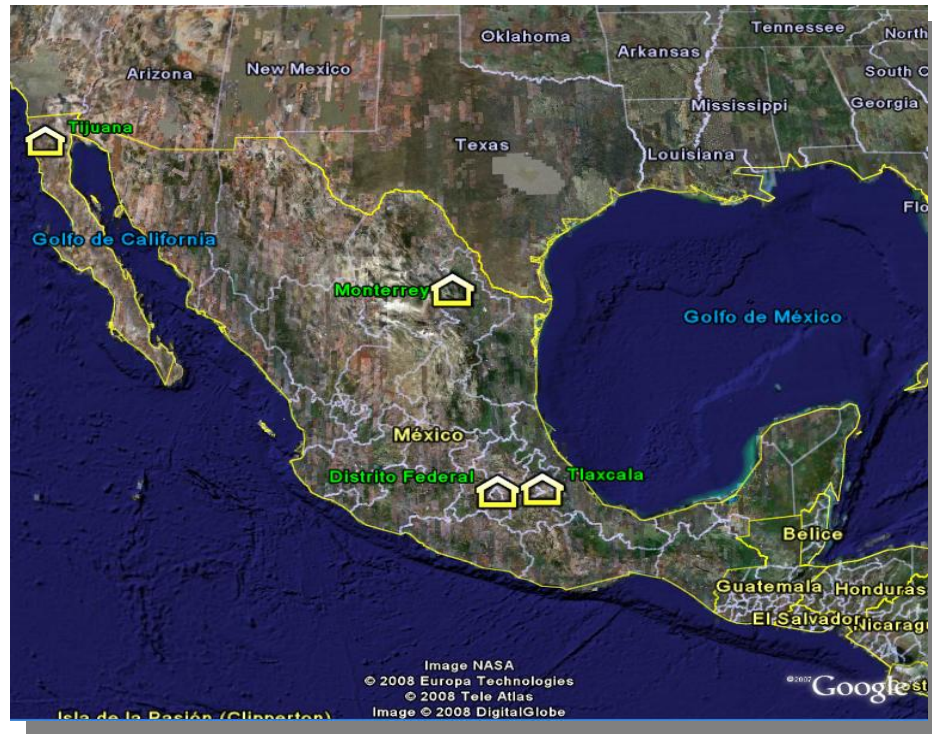 Oklahoma
Tennessee
North
Arkansas
Arizona
New Mexico
South C
Mississippi
Georgia
Tijuana
Texas
Louisiana
Flo
Golfo de California
Monterrey
Golfo de México
México
Distrito Federal
Tlaxcala
Belice
Guatemala
Honduras
El Salvador
Nicaragu
Image NASA
© 2008 Europa Technologies
© 2008 Tele Atlas
Image © 2008 DigitalGlobe
©2007 Google
ost
Isla de la Pasión (Clipperton)